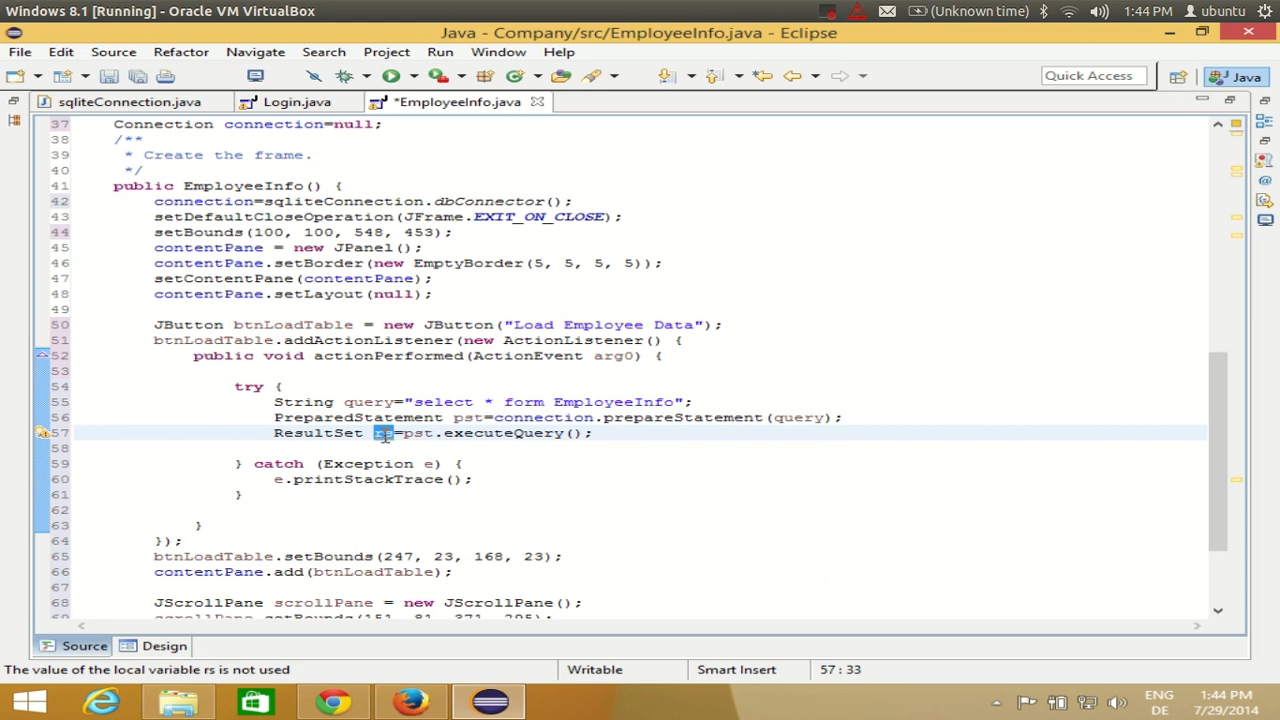 Windows 8.1 [Running] - Oracle VM VirtualBox
(Unknown time)
1:44 PM
ubuntu
Java - Company/src/EmployeeInfo.java - Eclipse
File Edit Source Refactor Navigate Search Project Run Window Help
Quick Access
Java
sqliteConnection.java
Login.java
*EmployeeInfo.java
37 Connection connection=null;
38 /**
39 * Create the frame.
40 */
41 public EmployeeInfo() {
42 connection=sqliteConnection.dbConnector();
43 setDefaultCloseOperation(JFrame.EXIT_ON_CLOSE);
44 setBounds(100, 100, 548, 453);
45 contentPane = new JPanel();
46 contentPane.setBorder(new EmptyBorder(5, 5, 5, 5));
47 setContentPane(contentPane);
48 contentPane.setLayout(null);
49
50 JButton btnLoadTable = new JButton("Load Employee Data");
51 btnLoadTable.addActionListener(new ActionListener() {
52 public void actionPerformed(ActionEvent arg0) {
53
54 try {
55 String query="select * form EmployeeInfo";
56 PreparedStatement pst=connection.prepareStatement(query);
57 ResultSet rs=pst.executeQuery();
58
59 } catch (Exception e) {
60 e.printStackTrace();
61 }
62
63 }
64 });
65 btnLoadTable.setBounds(247, 23, 168, 23);
66 contentPane.add(btnLoadTable);
67
68 JScrollPane scrollPane = new JScrollPane();
Source
Design
The value of the local variable rs is not used
Writable
Smart Insert
57 : 33
ENG
DE
1:44 PM
7/29/2014